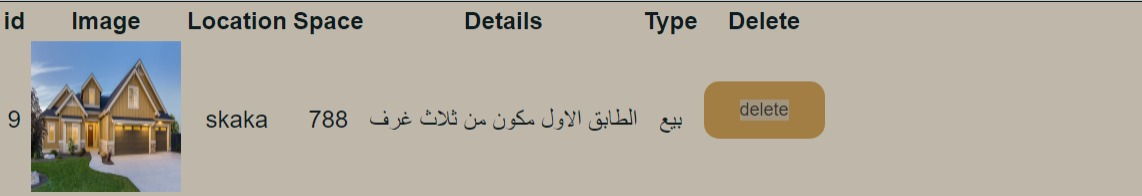 id Image Location Space Details Type Delete
9 skaka 788 الطابق الاول مكون من ثلاث غرف بيع delete